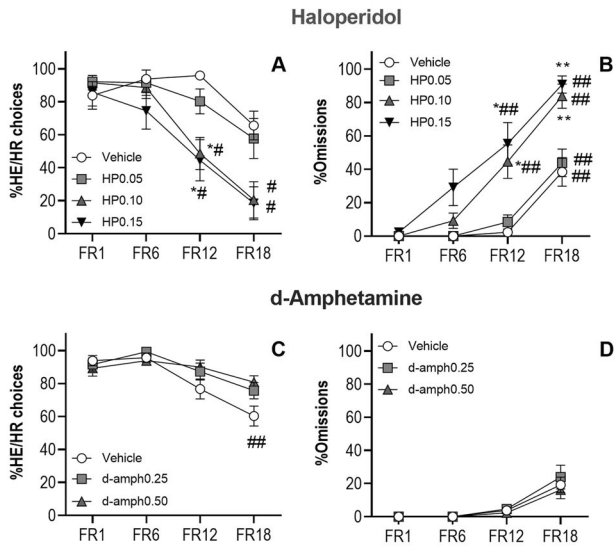 Haloperidol
A
%HE/HR choices
100
80
60
40
20
0
*#
*#
#
#
Vehicle
HP0.05
HP0.10
HP0.15
FR1 FR6 FR12 FR18
B
%Omissions
100
80
60
40
20
0
Vehicle
HP0.05
HP0.10
HP0.15
**
##
##
**
*##
*##
##
##
FR1 FR6 FR12 FR18
d-Amphetamine
C
%HE/HR choices
100
80
60
40
20
0
##
Vehicle
d-amph0.25
d-amph0.50
FR1 FR6 FR12 FR18
D
%Omissions
100
80
60
40
20
0
Vehicle
d-amph0.25
d-amph0.50
FR1 FR6 FR12 FR18